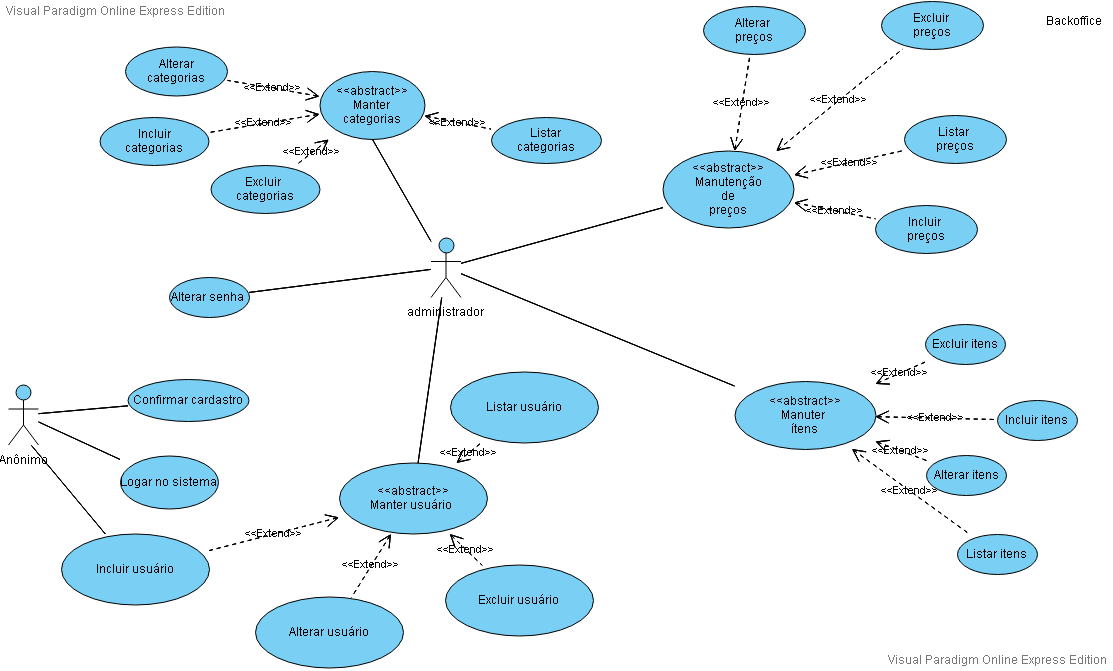 Visual Paradigm Online Express Edition
Backoffice
Alterar
categorias
<<Extend>>
<<abstract>>
Manter
categorias
Incluir
categorias
<<Extend>>
<<Extend>>
Listar
categorias
<<Extend>>
Excluir
categorias
Alterar
preços
Excluir
preços
<<Extend>>
<<Extend>>
Listar
preços
<<Extend>>
<<abstract>>
Manutenção
de
preços
<<Extend>>
Incluir
preços
Alterar senha
administrador
Excluir itens
<<Extend>>
<<abstract>>
Manuter
ítens
<<Extend>>
Incluir itens
<<Extend>>
Alterar itens
<<Extend>>
Listar itens
Confirmar cardastro
Anônimo
Logar no sistema
Listar usuário
<<Extend>>
<<abstract>>
Manter usuário
<<Extend>>
Incluir usuário
<<Extend>>
Alterar usuário
<<Extend>>
Excluir usuário
Visual Paradigm Online Express Edition